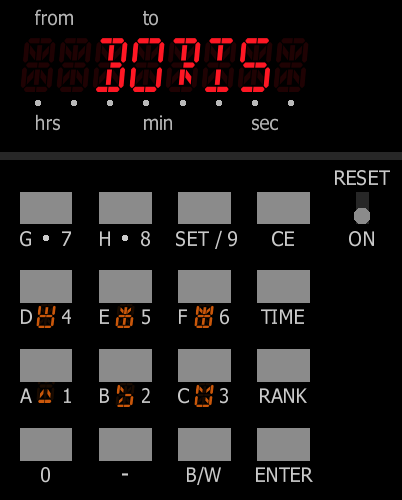 from to
BORIS
hrs min sec
RESET
G • 7 H • 8 SET / 9 CE ON
D 4 E 5 F 6 TIME
A 1 B 2 C 3 RANK
0 - B/W ENTER